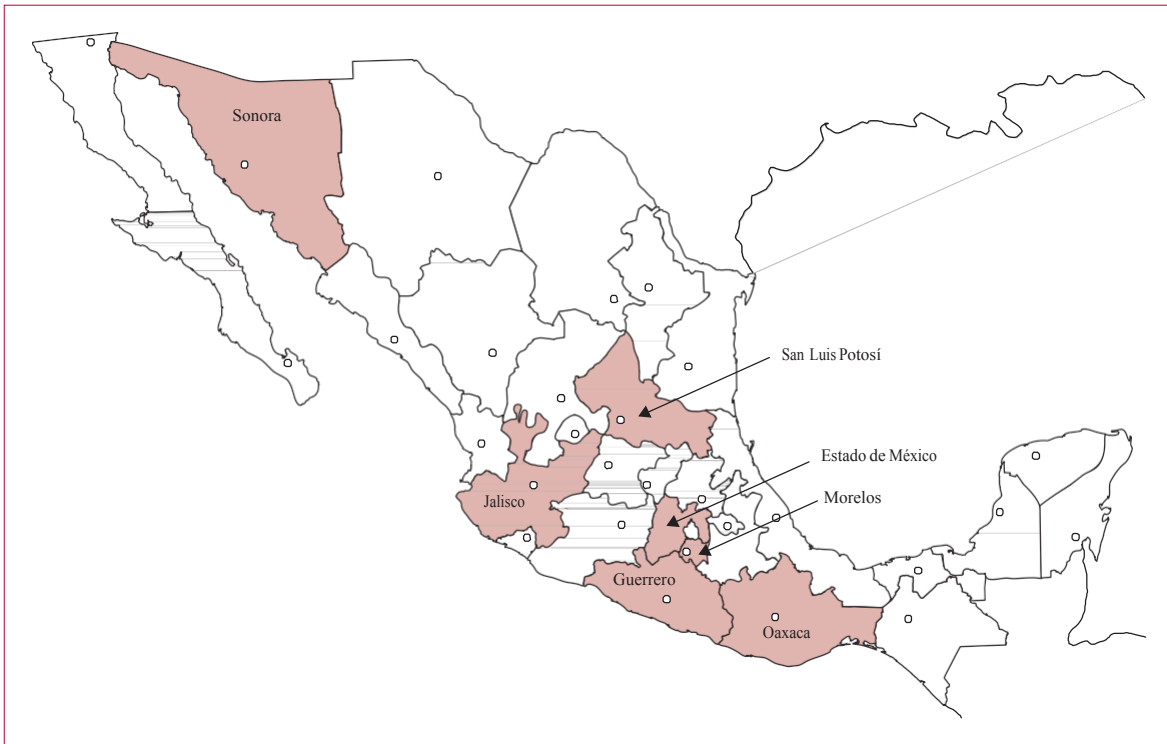 Sonora
San Luis Potosí
Estado de México
Jalisco
Morelos
Guerrero
Oaxaca